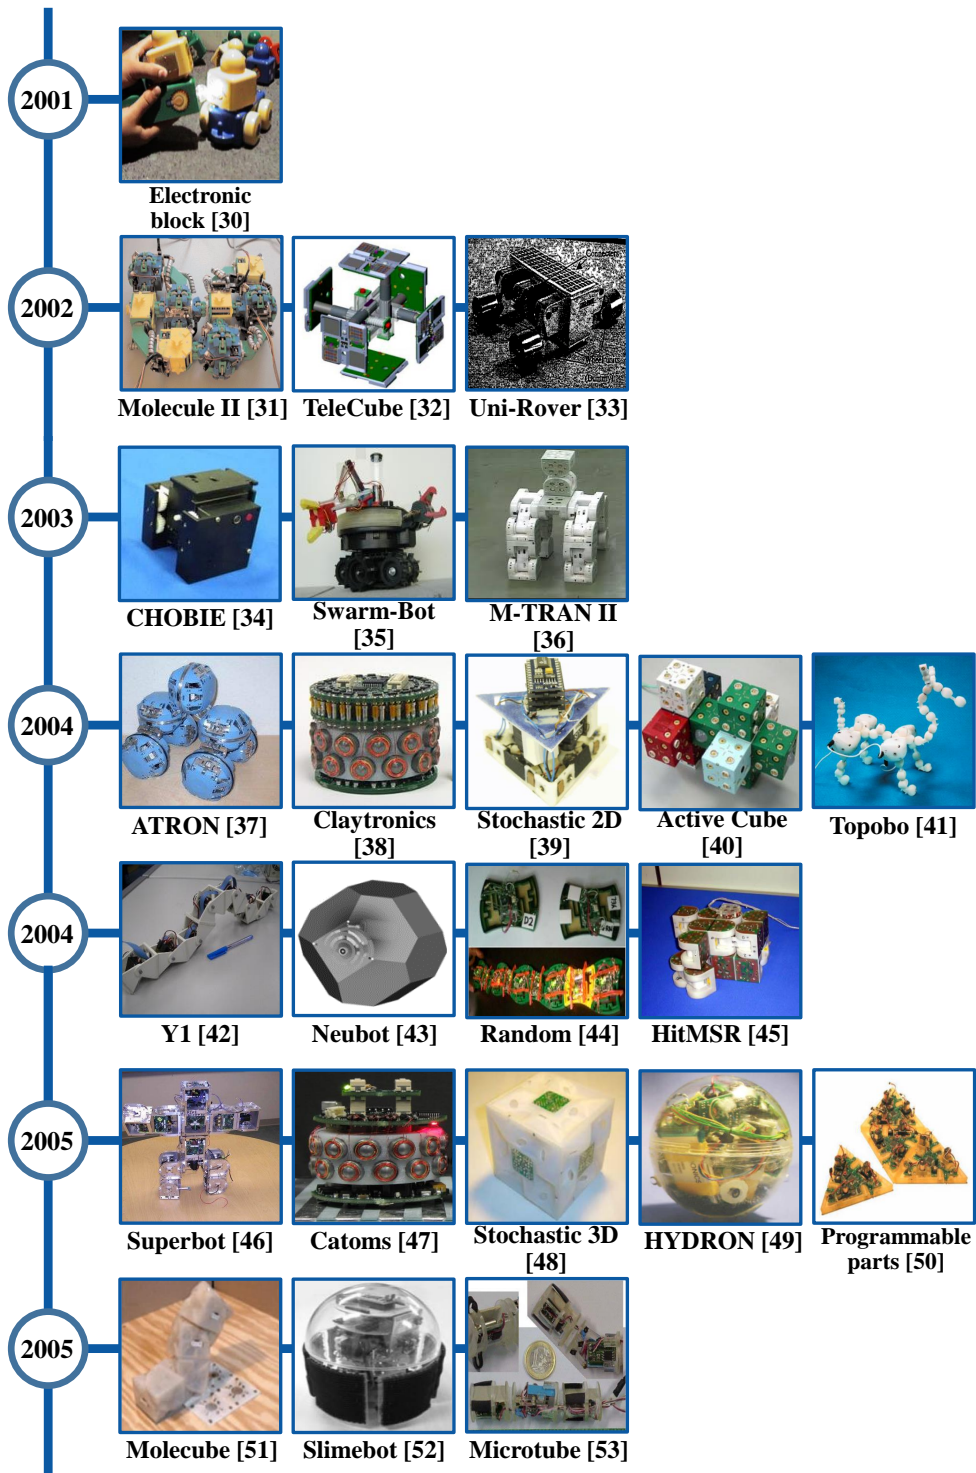 2001
Electronic
block [30]
2002
Connectors
Molecule II [31]
TeleCube [32]
Uni-Rover [33]
2003
CHOBIE [34]
Swarm-Bot
[35]
M-TRAN II
[36]
2004
ATRON [37]
Claytronics
[38]
Stochastic 2D
[39]
Active Cube
[40]
Topobo [41]
2004
D2
Y1 [42]
Neubot [43]
Random [44]
HitMSR [45]
2005
Superbot [46]
Catoms [47]
Stochastic 3D
[48]
HYDRON [49]
Programmable
parts [50]
2005
Molecube [51]
Slimebot [52]
Microtube [53]